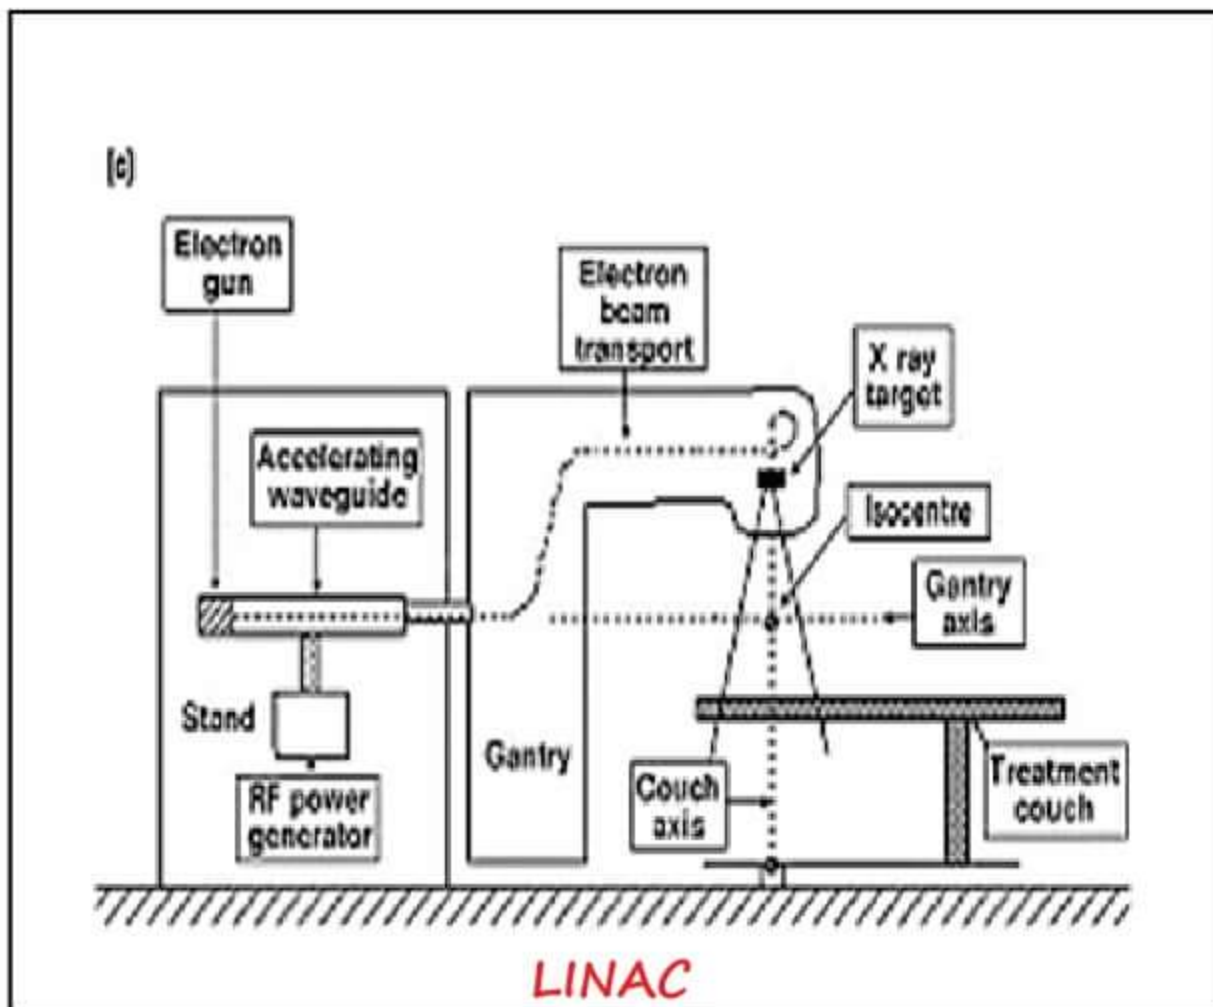 (c)
Electron
gun
Electron
beam
transport
X ray
target
Accelerating
waveguide
Isocentre
Gantry
axis
Stand
Gantry
RF power
generator
Couch
axis
Treatment
couch
LINAC